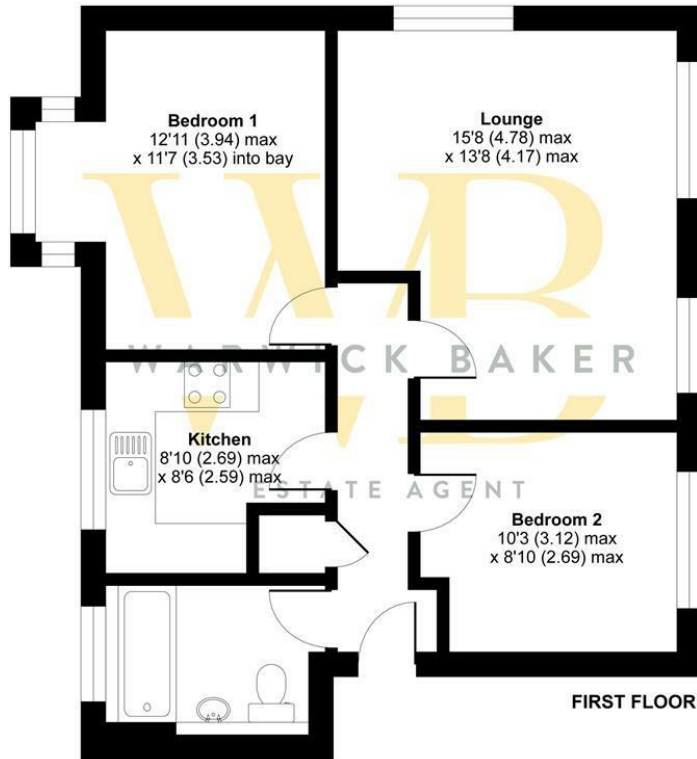 Bedroom 1
12'11 (3.94) max
x 11'7 (3.53) into bay
Lounge
15'8 (4.78) max
x 13'8 (4.17) max
WB
WARWICK BAKER
ESTATE AGENT
Kitchen
8'10 (2.69) max
x 8'6 (2.59) max
Bedroom 2
10'3 (3.12) max
x 8'10 (2.69) max
FIRST FLOOR